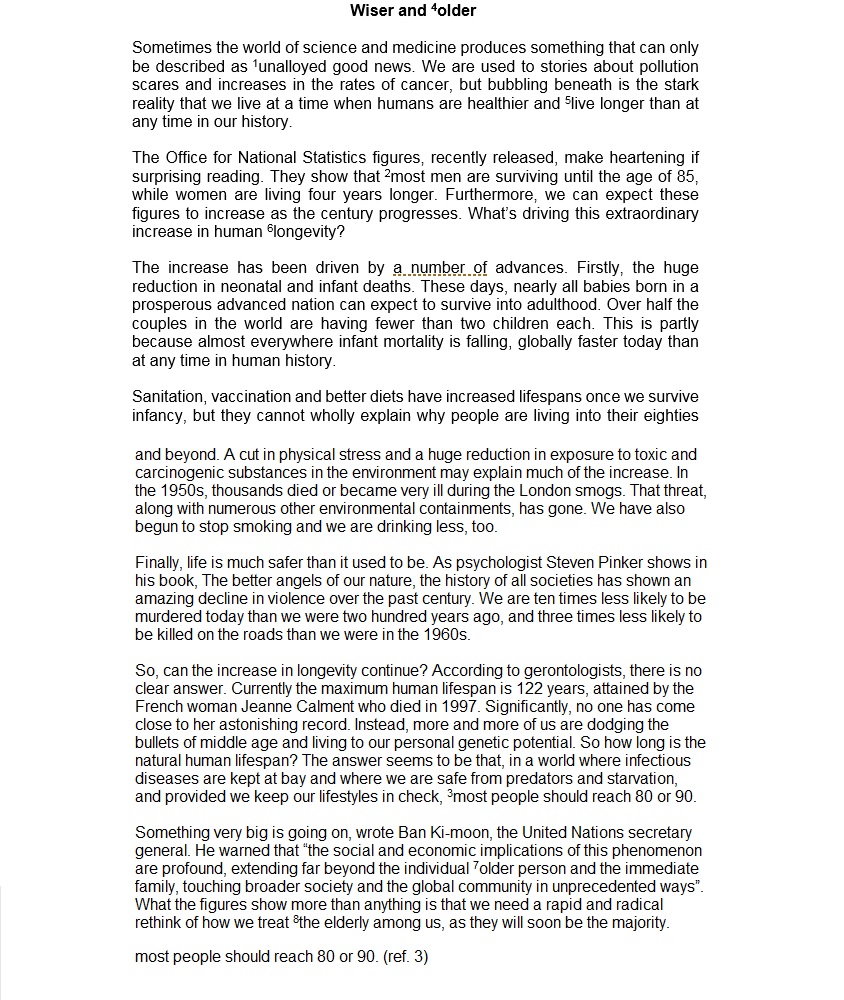 Wiser and ⁴older
Sometimes the world of science and medicine produces something that can only
be described as ¹unalloyed good news. We are used to stories about pollution
scares and increases in the rates of cancer, but bubbling beneath is the stark
reality that we live at a time when humans are healthier and ⁵live longer than at
any time in our history.
The Office for National Statistics figures, recently released, make heartening if
surprising reading. They show that ²most men are surviving until the age of 85,
while women are living four years longer. Furthermore, we can expect these
figures to increase as the century progresses. What's driving this extraordinary
increase in human ⁶longevity?
The increase has been driven by a number of advances. Firstly, the huge
reduction in neonatal and infant deaths. These days, nearly all babies born in a
prosperous advanced nation can expect to survive into adulthood. Over half the
couples in the world are having fewer than two children each. This is partly
because almost everywhere infant mortality is falling, globally faster today than
at any time in human history.
Sanitation, vaccination and better diets have increased lifespans once we survive
infancy, but they cannot wholly explain why people are living into their eighties
and beyond. A cut in physical stress and a huge reduction in exposure to toxic and
carcinogenic substances in the environment may explain much of the increase. In
the 1950s, thousands died or became very ill during the London smogs. That threat,
along with numerous other environmental containments, has gone. We have also
begun to stop smoking and we are drinking less, too.
Finally, life is much safer than it used to be. As psychologist Steven Pinker shows in
his book, The better angels of our nature, the history of all societies has shown an
amazing decline in violence over the past century. We are ten times less likely to be
murdered today than we were two hundred years ago, and three times less likely to
be killed on the roads than we were in the 1960s.
So, can the increase in longevity continue? According to gerontologists, there is no
clear answer. Currently the maximum human lifespan is 122 years, attained by the
French woman Jeanne Calment who died in 1997. Significantly, no one has come
close to her astonishing record. Instead, more and more of us are dodging the
bullets of middle age and living to our personal genetic potential. So how long is the
natural human lifespan? The answer seems to be that, in a world where infectious
diseases are kept at bay and where we are safe from predators and starvation,
and provided we keep our lifestyles in check, ³most people should reach 80 or 90.
Something very big is going on, wrote Ban Ki-moon, the United Nations secretary
general. He warned that "the social and economic implications of this phenomenon
are profound, extending far beyond the individual ⁷older person and the immediate
family, touching broader society and the global community in unprecedented ways".
What the figures show more than anything is that we need a rapid and radical
rethink of how we treat ⁸the elderly among us, as they will soon be the majority.
most people should reach 80 or 90. (ref. 3)